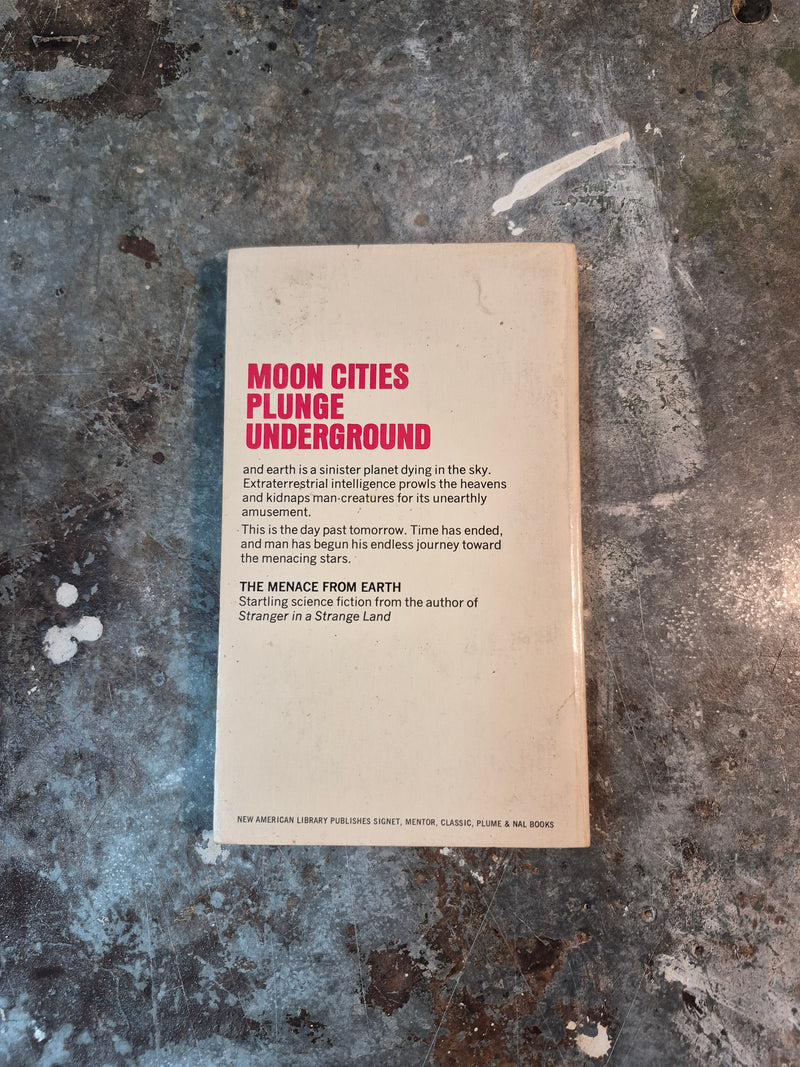 MOON CITIES
PLUNGE
UNDERGROUND
and earth is a sinister planet dying in the sky.
Extraterrestrial intelligence prowls the heavens
and kidnaps man-creatures for its unearthly
amusement.
This is the day past tomorrow. Time has ended,
and man has begun his endless journey toward
the menacing stars.
THE MENACE FROM EARTH
Startling science fiction from the author of
Stranger in a Strange Land
NEW AMERICAN LIBRARY PUBLISHES SIGNET, MENTOR, CLASSIC, PLUME & NAL BOOKS